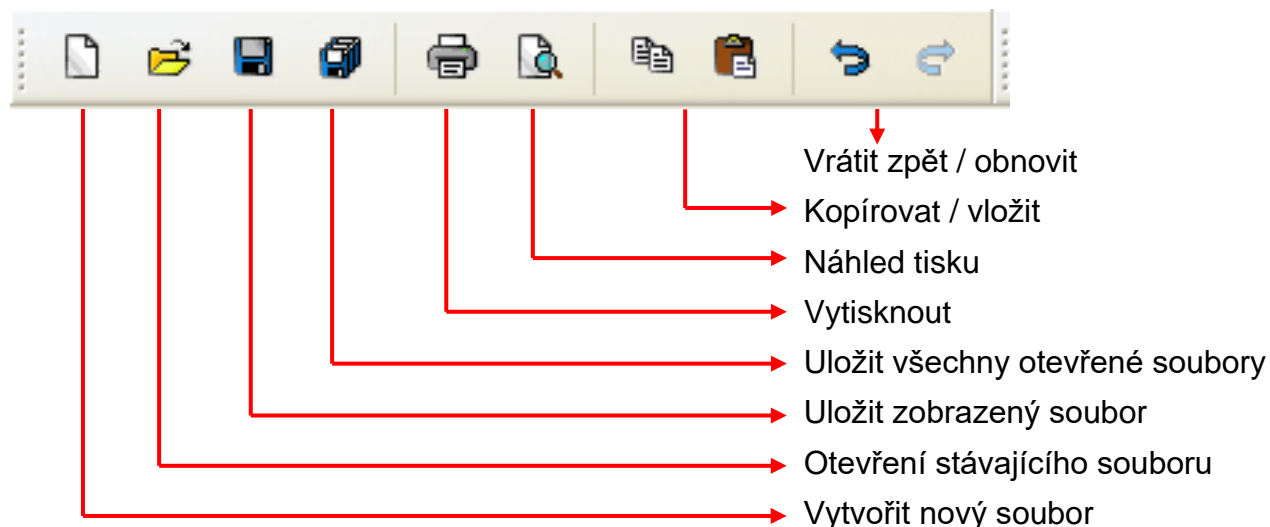 Vrátit zpět / obnovit
Kopírovat / vložit
Náhled tisku
Vytisknout
Uložit všechny otevřené soubory
Uložit zobrazený soubor
Otevření stávajícího souboru
Vytvořit nový soubor